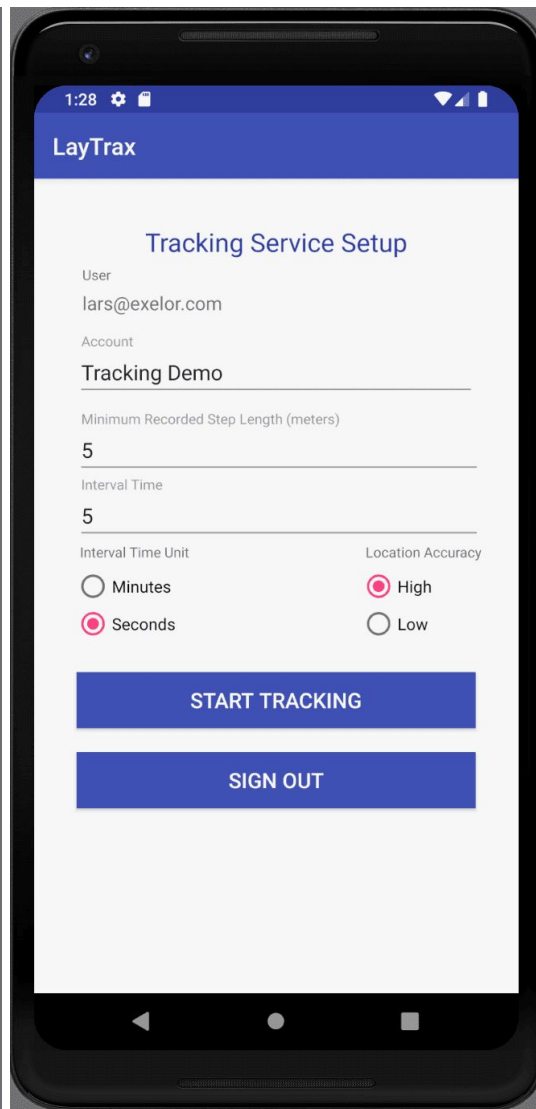 1:28
LayTrax
Tracking Service Setup
User
lars@exelor.com
Account
Tracking Demo
Minimum Recorded Step Length (meters)
5
Interval Time
5
Interval Time Unit
Location Accuracy
Minutes
High
Seconds
Low
START TRACKING
SIGN OUT